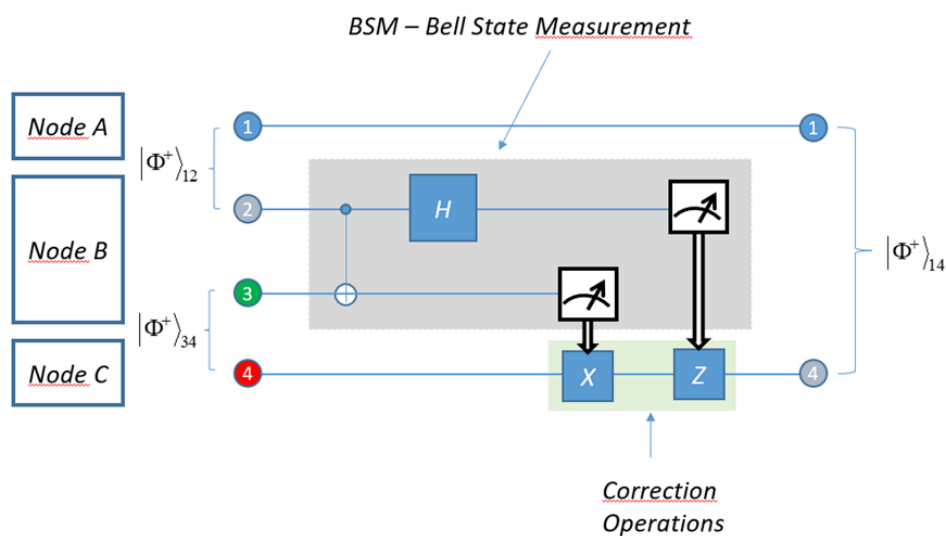 BSM – Bell State Measurement
Node A
1
1
|Φ⁺⟩₁₂
2
H
Node B
|Φ⁺⟩₁₄
3
|Φ⁺⟩₃₄
Node C
4
X
Z
4
Correction
Operations